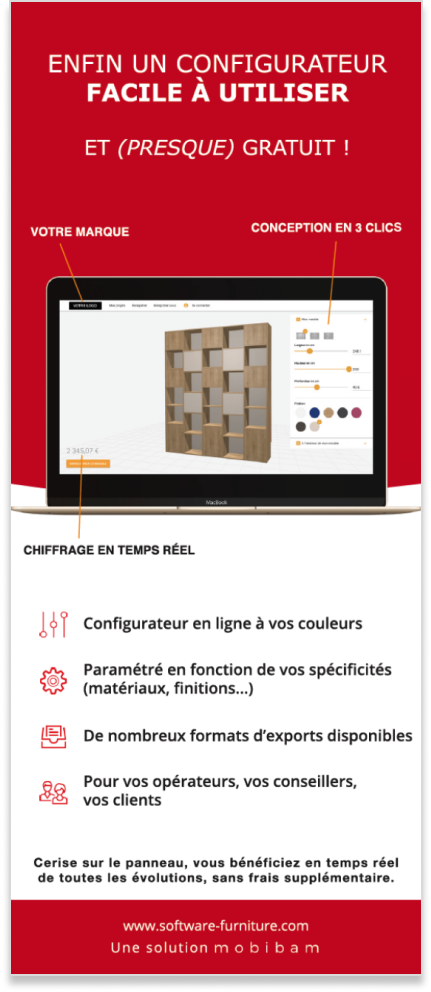 ENFIN UN CONFIGURATEUR
FACILE À UTILISER
ET (PRESQUE) GRATUIT !
VOTRE MARQUE
CONCEPTION EN 3 CLICS
2 345,07 €
MacBook
CHIFFRAGE EN TEMPS RÉEL
Configurateur en ligne à vos couleurs
Paramétré en fonction de vos spécificités
(matériaux, finitions...)
De nombreux formats d’exports disponibles
Pour vos opérateurs, vos conseillers,
vos clients
Cerise sur le panneau, vous bénéficiez en temps réel
de toutes les évolutions, sans frais supplémentaire.
www.software-furniture.com
Une solution mobibam